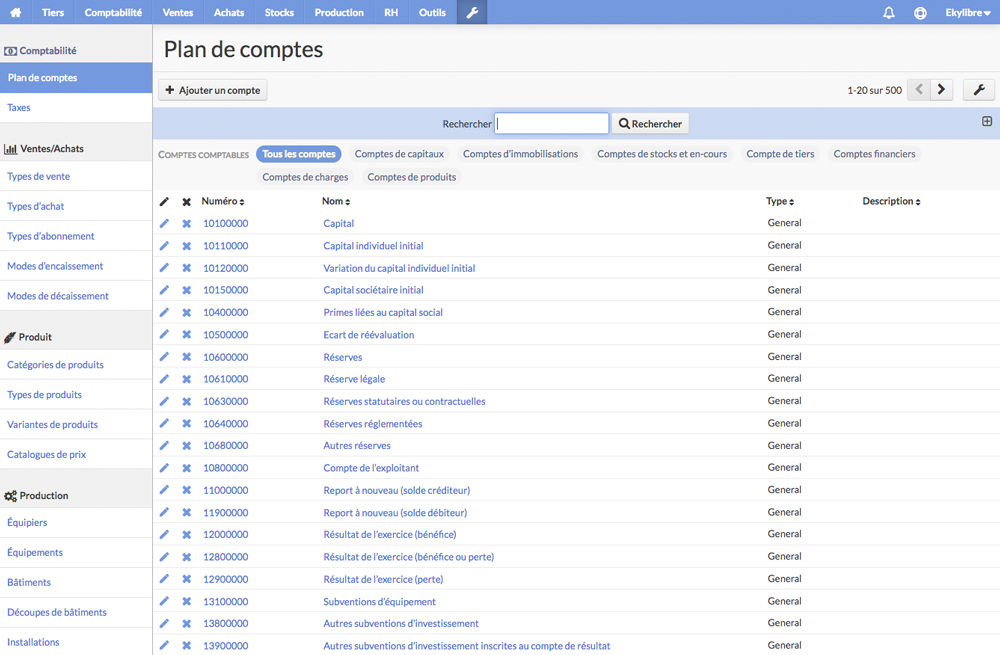 Tiers Comptabilité Ventes Achats Stocks Production RH Outils Ekylibre
Comptabilité
Plan de comptes
Taxes
Ventes/Achats
Types de vente
Types d'achat
Types d'abonnement
Modes d'encaissement
Modes de décaissement
Produit
Catégories de produits
Types de produits
Variantes de produits
Catalogues de prix
Production
Équipiers
Équipements
Bâtiments
Découpes de bâtiments
Installations
Plan de comptes
Ajouter un compte 1-20 sur 500
Rechercher Rechercher
COMPTES COMPTABLES Tous les comptes Comptes de capitaux Comptes d'immobilisations Comptes de stocks et en-cours Compte de tiers Comptes financiers
Comptes de charges Comptes de produits
Numéro Nom Type Description
10100000 Capital General
10110000 Capital individuel initial General
10120000 Variation du capital individuel initial General
10150000 Capital sociétaire initial General
10400000 Primes liées au capital social General
10500000 Ecart de réévaluation General
10600000 Réserves General
10610000 Réserve légale General
10630000 Réserves statutaires ou contractuelles General
10640000 Réserves réglementées General
10680000 Autres réserves General
10800000 Compte de l'exploitant General
11000000 Report à nouveau (solde créditeur) General
11900000 Report à nouveau (solde débiteur) General
12000000 Résultat de l'exercice (bénéfice) General
12800000 Résultat de l'exercice (bénéfice ou perte) General
12900000 Résultat de l'exercice (perte) General
13100000 Subventions d'équipement General
13800000 Autres subventions d'investissement General
13900000 Autres subventions d'investissement inscrites au compte de résultat General